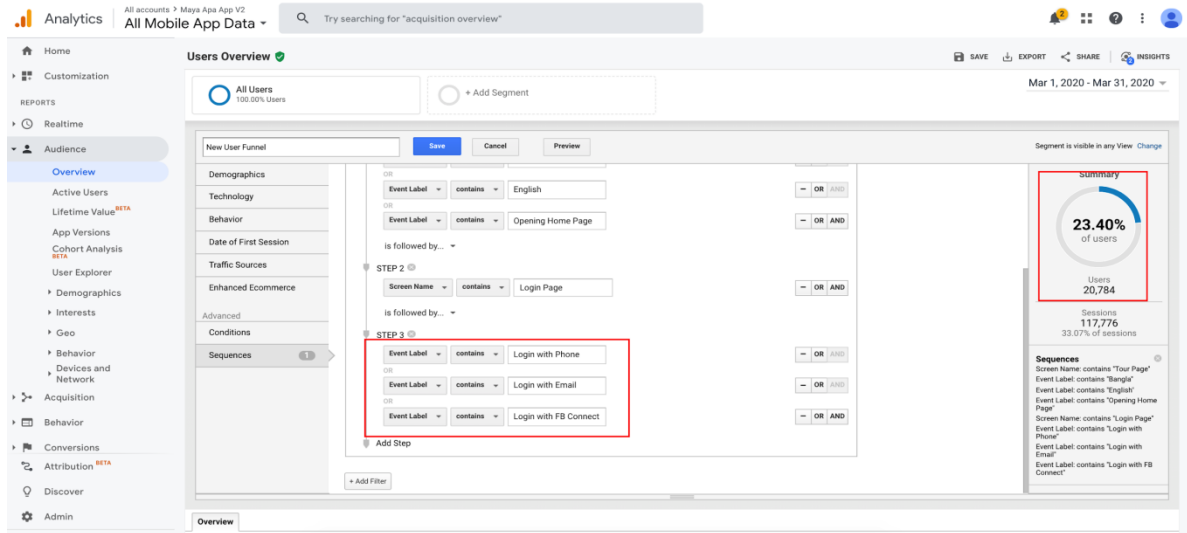 All accounts > Maya Apa App V2
Analytics
All Mobile App Data
Try searching for "acquisition overview"
2
Home
Customization
REPORTS
Realtime
Audience
Overview
Active Users
Lifetime Value BETA
App Versions
Cohort Analysis
BETA
User Explorer
Demographics
Interests
Geo
Behavior
Devices and
Network
Acquisition
Behavior
Conversions
Attribution BETA
Discover
Admin
Users Overview
SAVE
EXPORT
SHARE
INSIGHTS
All Users
100.00% Users
+ Add Segment
Mar 1, 2020 - Mar 31, 2020
New User Funnel
Save
Cancel
Preview
Segment is visible in any View Change
Demographics
Technology
Behavior
Date of First Session
Traffic Sources
Enhanced Ecommerce
Advanced
Conditions
Sequences 1
OR
Event Label contains English - OR AND
OR
Event Label contains Opening Home Page - OR AND
is followed by...
STEP 2
Screen Name contains Login Page - OR AND
is followed by...
STEP 3
Event Label contains Login with Phone - OR AND
OR
Event Label contains Login with Email - OR AND
OR
Event Label contains Login with FB Connect - OR AND
Add Step
+ Add Filter
Summary
23.40%
of users
Users
20,784
Sessions
117,776
33.07% of sessions
Sequences
Screen Name: contains "Tour Page"
Event Label: contains "Bangla"
Event Label: contains "English"
Event Label: contains "Opening Home
Page"
Screen Name: contains "Login Page"
Event Label: contains "Login with
Phone"
Event Label: contains "Login with
Email"
Event Label: contains "Login with FB
Connect"
Overview